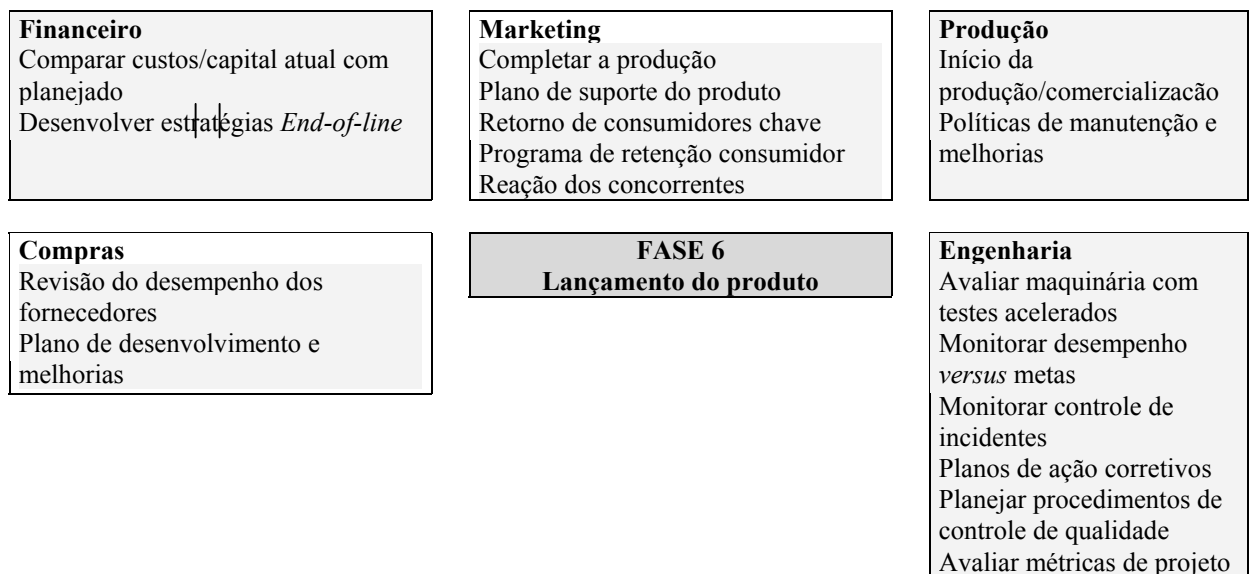 Financeiro
Comparar custos/capital atual com
planejado
Desenvolver estratégias End-of-line
Marketing
Completar a produção
Plano de suporte do produto
Retorno de consumidores chave
Programa de retenção consumidor
Reação dos concorrentes
Produção
Início da
produção/comercializacão
Políticas de manutenção e
melhorias
Compras
Revisão do desempenho dos
fornecedores
Plano de desenvolvimento e
melhorias
FASE 6
Lançamento do produto
Engenharia
Avaliar maquinária com
testes acelerados
Monitorar desempenho
versus metas
Monitorar controle de
incidentes
Planos de ação corretivos
Planejar procedimentos de
controle de qualidade
Avaliar métricas de projeto